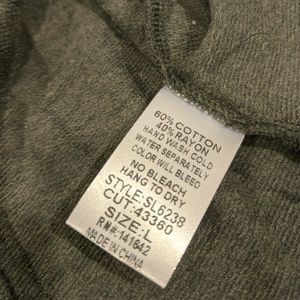 60% COTTON
40% RAYON
HAND WASH COLD
WATER SEPARATELY
COLOR WILL BLEED
NO BLEACH
HANG TO DRY
STYLE: SL6238
CUT: 43360
SIZE: L
RN#: 141842
MADE IN CHINA